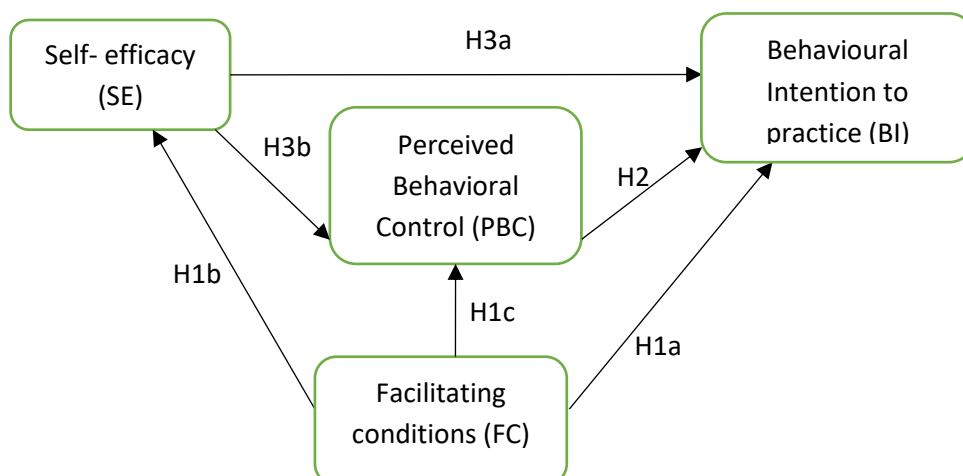 Self- efficacy
(SE)
H3a
Behavioural
Intention to
practice (BI)
H3b
Perceived
Behavioral
Control (PBC)
H2
H1b
H1c
H1a
Facilitating
conditions (FC)